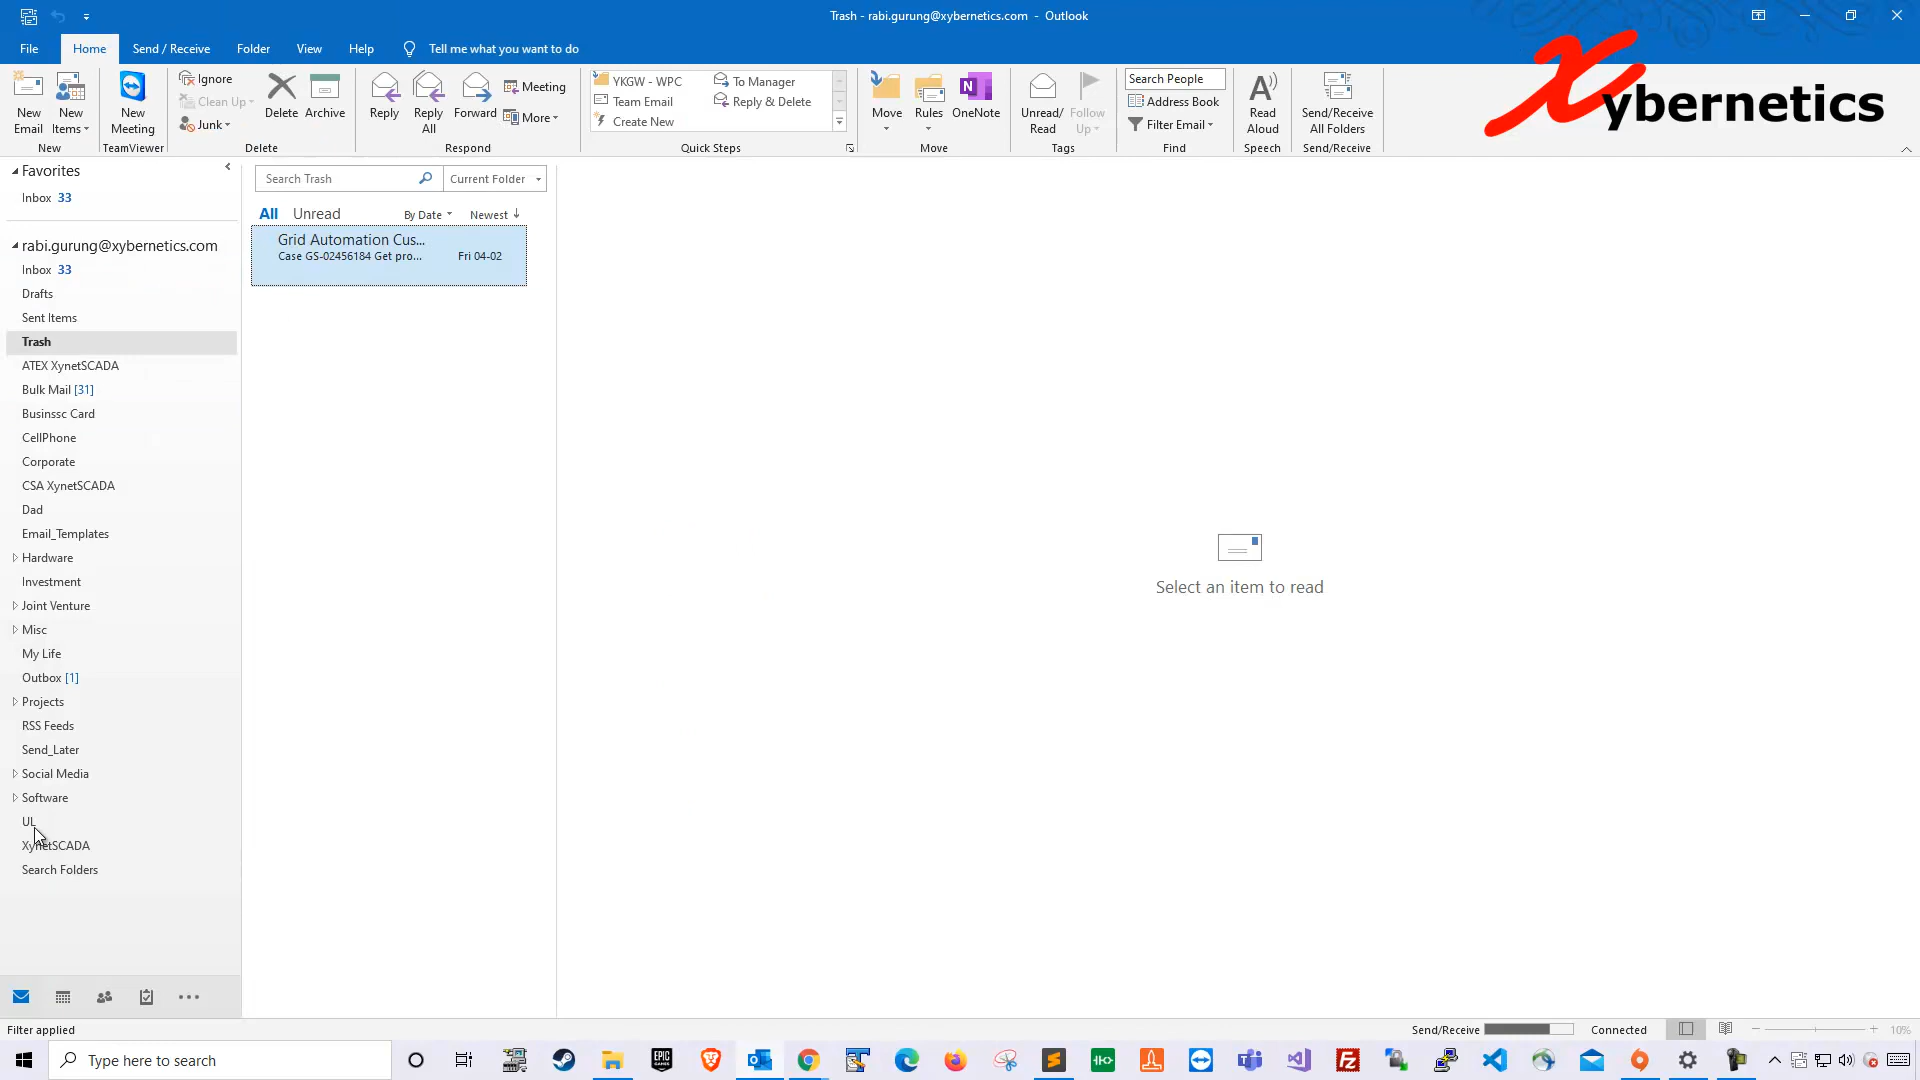 Trash - rabi.gurung@xybernetics.com - Outlook
File Home Send / Receive Folder View Help Tell me what you want to do
New Email
New Items
New
New Meeting
TeamViewer
Ignore
Clean Up
Junk
Delete
Archive
Delete
Reply
Reply All
Forward
Meeting
More
Respond
YKGW - WPC
To Manager
Team Email
Reply & Delete
Create New
Quick Steps
Move
Rules
OneNote
Move
Unread/ Read
Follow Up
Tags
Search People
Address Book
Filter Email
Find
Read Aloud
Speech
Send/Receive All Folders
Send/Receive
Xybernetics
Favorites
Inbox 33
rabi.gurung@xybernetics.com
Inbox 33
Drafts
Sent Items
Trash
ATEX XynetSCADA
Bulk Mail [31]
Businssc Card
CellPhone
Corporate
CSA XynetSCADA
Dad
Email_Templates
Hardware
Investment
Joint Venture
Misc
My Life
Outbox [1]
Projects
RSS Feeds
Send_Later
Social Media
Software
UL
XynetSCADA
Search Folders
Search Trash
Current Folder
All Unread By Date Newest
Grid Automation Cus...
Case GS-02456184 Get pro... Fri 04-02
Select an item to read
Filter applied
Send/Receive
Connected
10%
Type here to search
EPIC GAMES